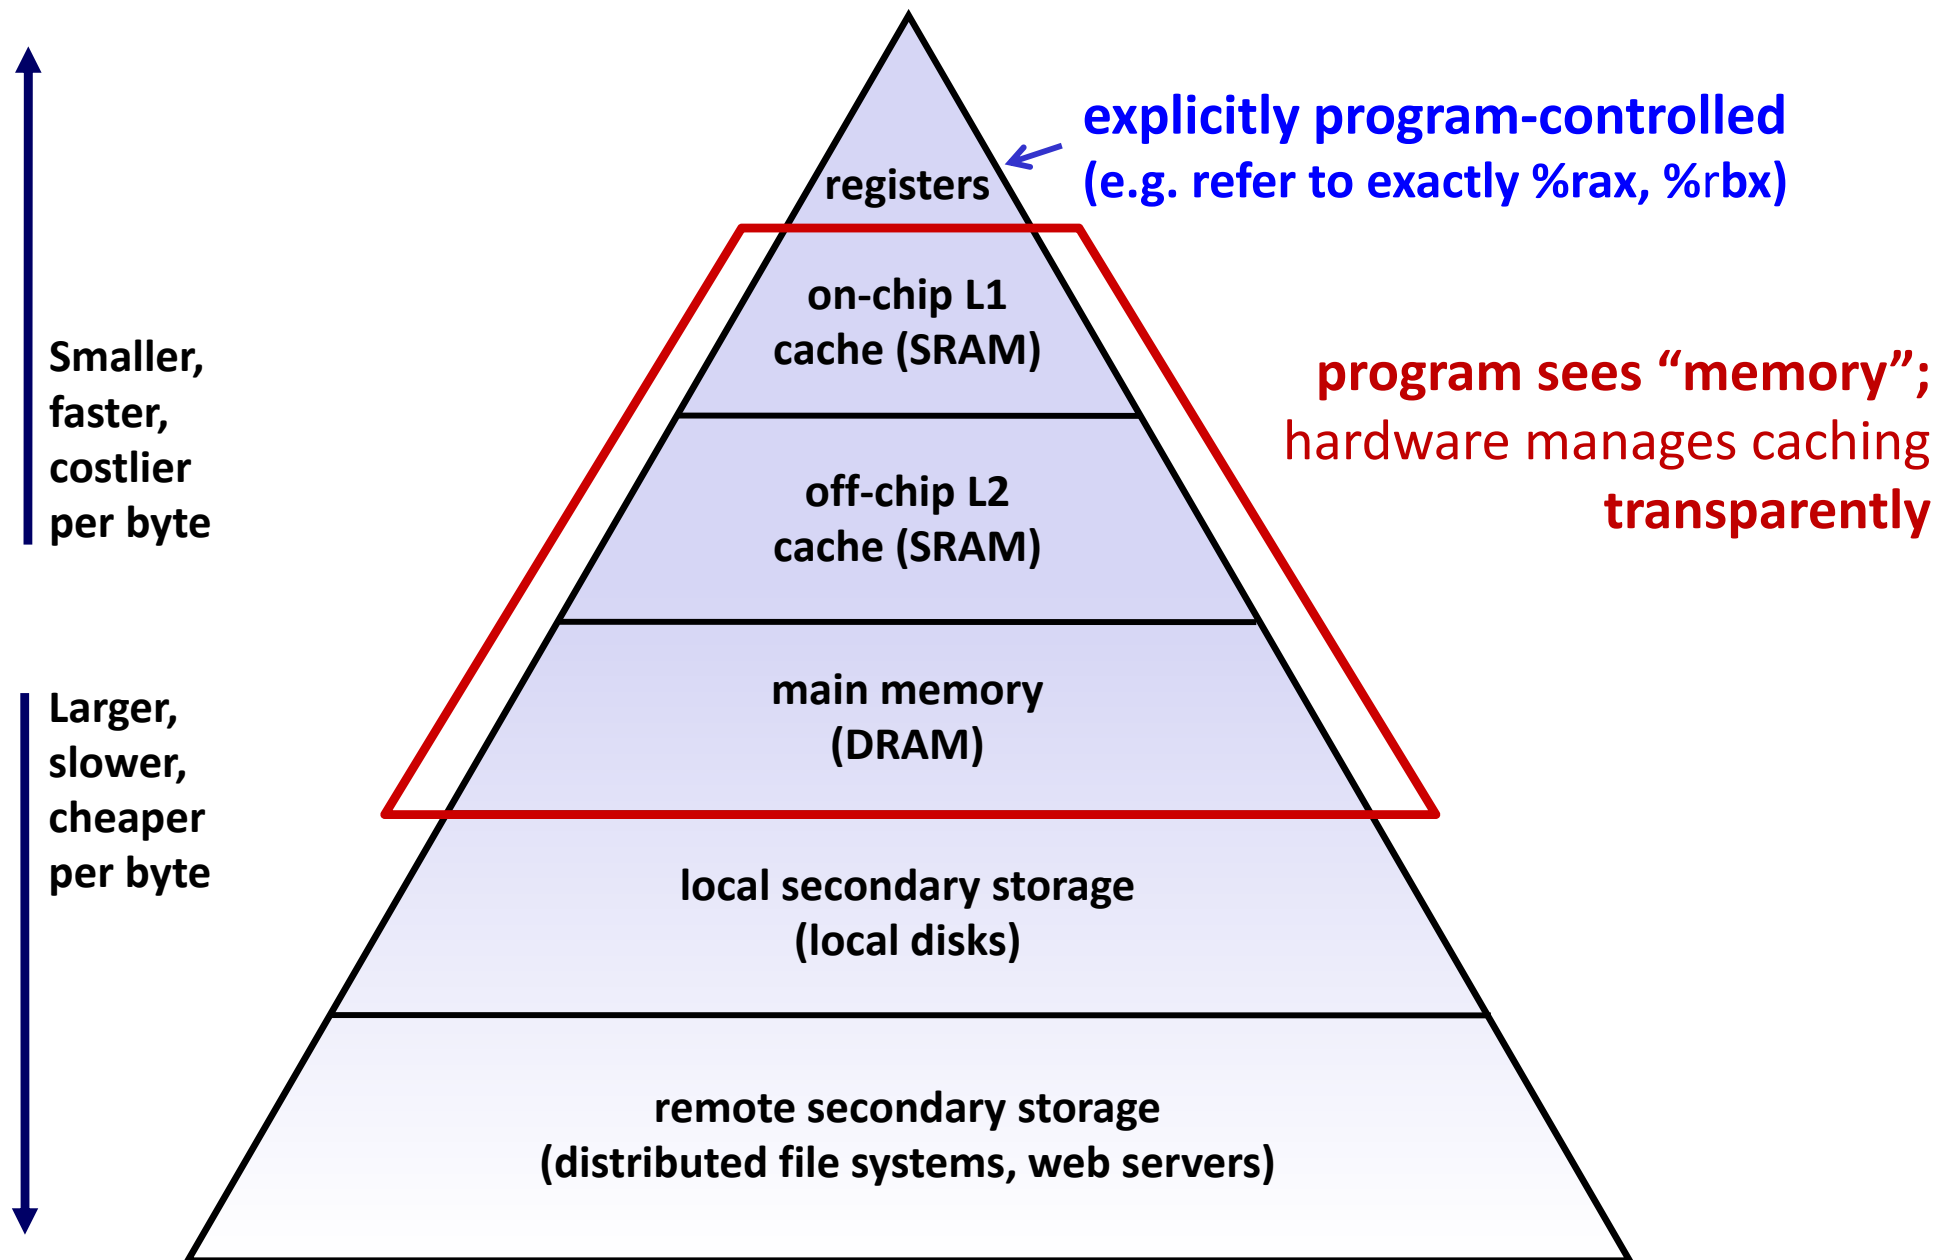 explicitly program-controlled
(e.g. refer to exactly %rax, %rbx)
registers
on-chip L1
cache (SRAM)
program sees “memory”;
hardware manages caching
transparently
Smaller,
faster,
costlier
per byte
off-chip L2
cache (SRAM)
main memory
(DRAM)
Larger,
slower,
cheaper
per byte
local secondary storage
(local disks)
remote secondary storage
(distributed file systems, web servers)